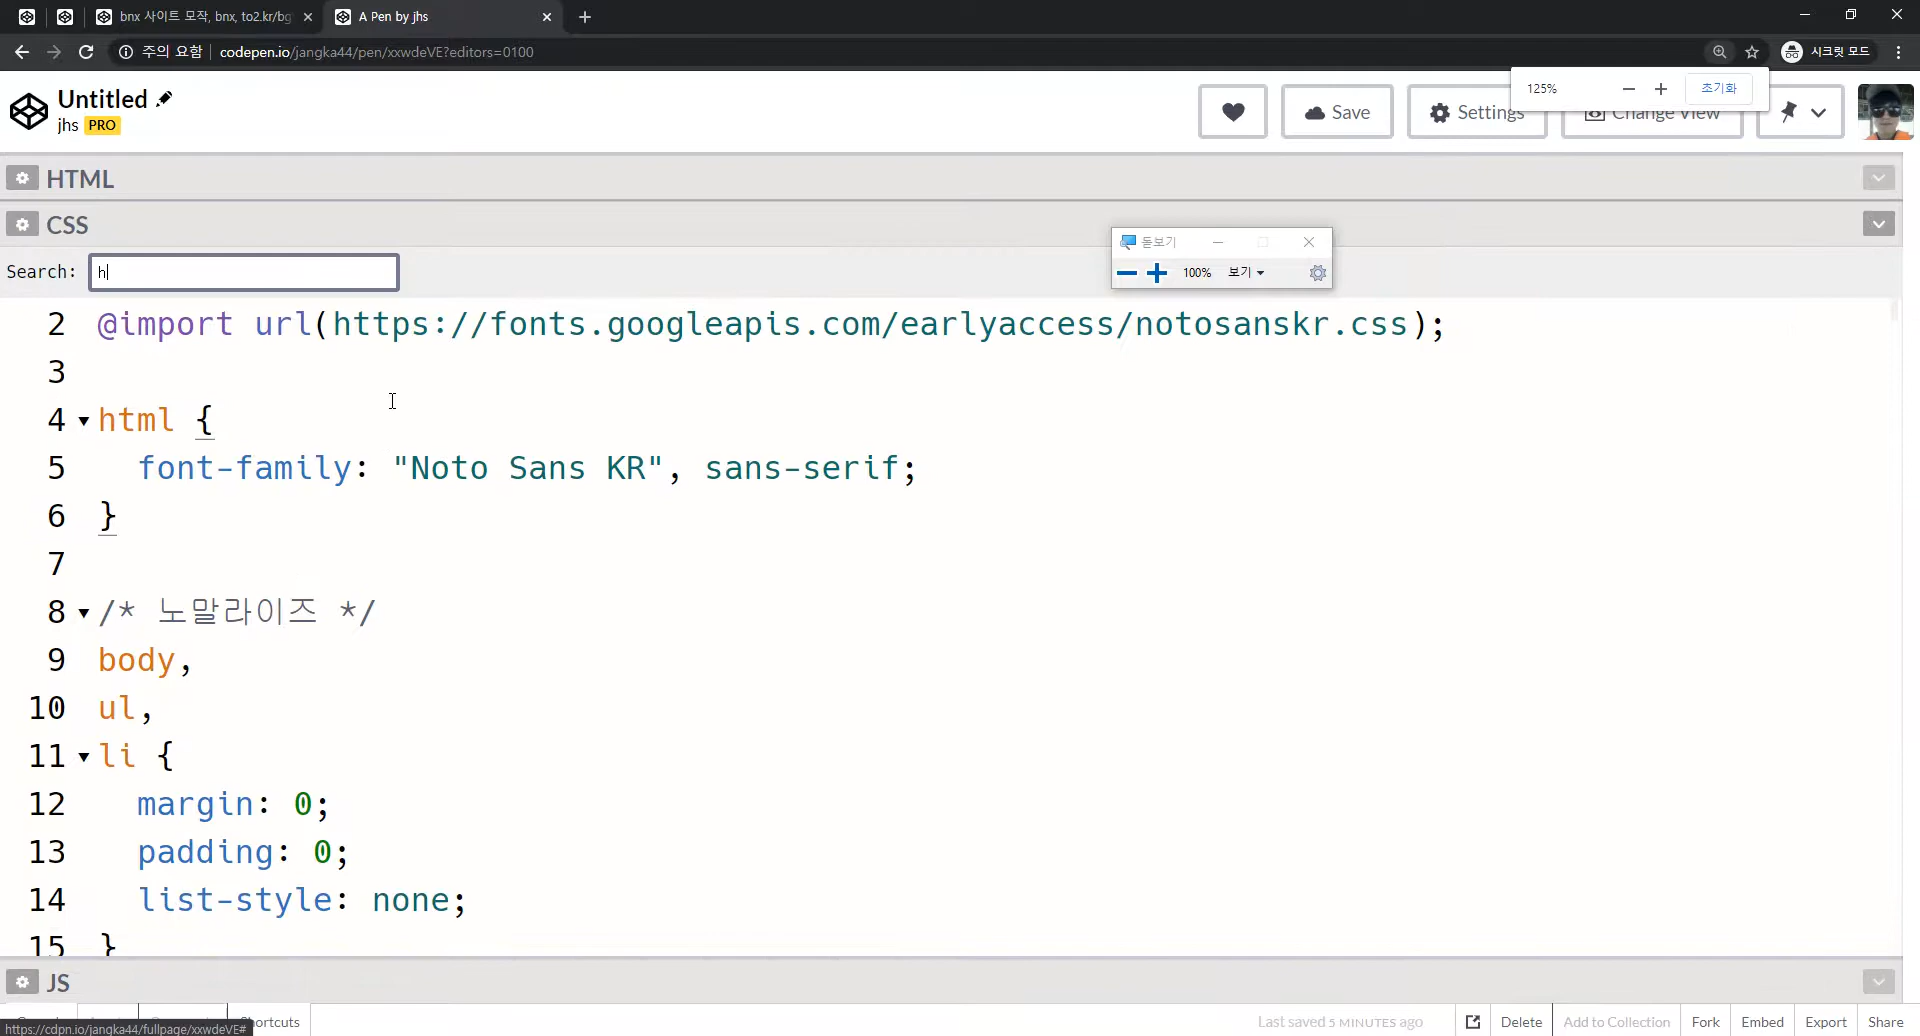 bnx 사이트 모작, bnx, to2.kr/bg
A Pen by jhs
주의 요함
codepen.io/jangka44/pen/xxwdeVE?editors=0100
시크릿 모드
125%
초기화
Untitled
jhs PRO
Save
Settings
Change View
HTML
CSS
돋보기
100%
보기
Search: h
2 @import url(https://fonts.googleapis.com/earlyaccess/notosanskr.css);
3
4 html {
5 font-family: "Noto Sans KR", sans-serif;
6 }
7
8 /* 노말라이즈 */
9 body,
10 ul,
11 li {
12 margin: 0;
13 padding: 0;
14 list-style: none;
15 }
JS
https://cdpn.io/jangka44/fullpage/xxwdeVE#
hortcuts
Last saved 5 MINUTES ago
Delete
Add to Collection
Fork
Embed
Export
Share